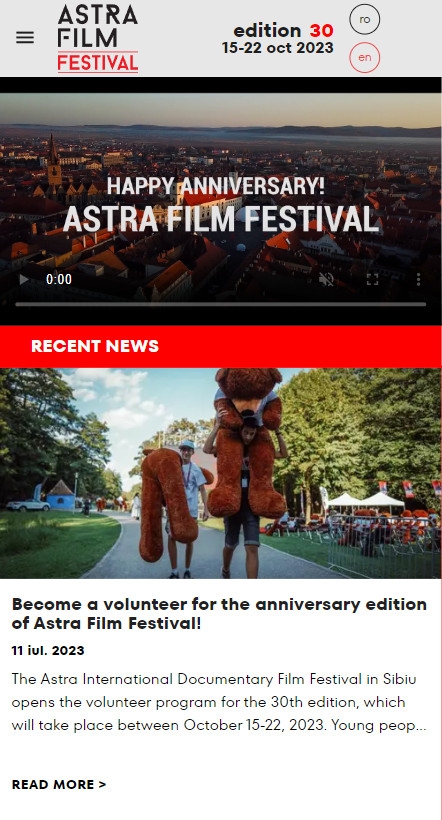 ASTRA
FILM
FESTIVAL
edition 30
15-22 oct 2023
ro
en
HAPPY ANNIVERSARY!
ASTRA FILM FESTIVAL
0:00
RECENT NEWS
Become a volunteer for the anniversary edition
of Astra Film Festival!
11 iul. 2023
The Astra International Documentary Film Festival in Sibiu
opens the volunteer program for the 30th edition, which
will take place between October 15-22, 2023. Young peop...
READ MORE >